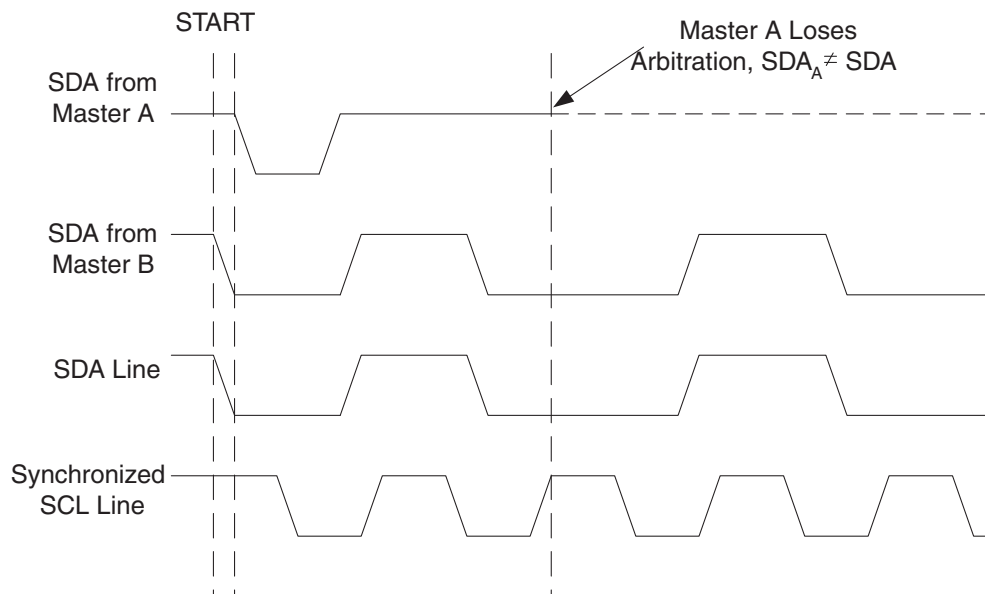 START
Master A Loses
Arbitration, SDA_A ≠ SDA
SDA from
Master A
SDA from
Master B
SDA Line
Synchronized
SCL Line